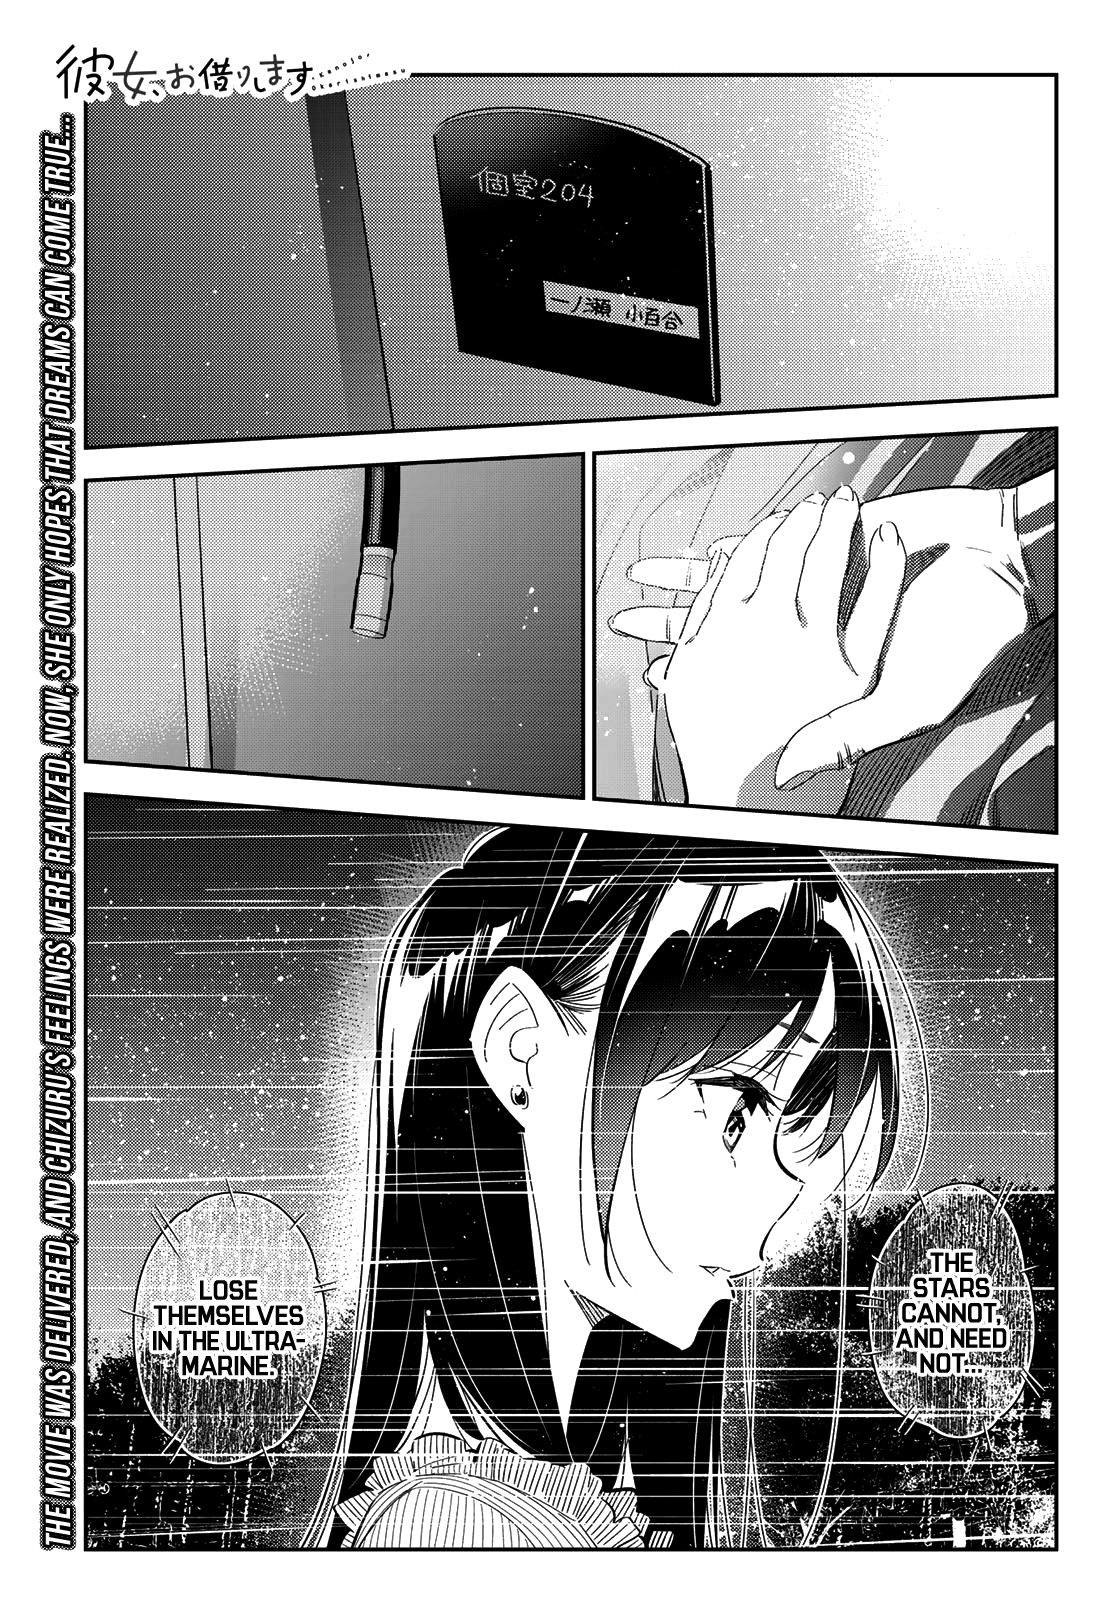 彼女、お借りします
個室204
一ノ瀬 小百合
THE MOVIE WAS DELIVERED, AND CHIZURU'S FEELINGS WERE REALIZED. NOW, SHE ONLY HOPES THAT DREAMS CAN COME TRUE...
THE
STARS
CANNOT,
AND NEED
NOT...
LOSE
THEMSELVES
IN THE ULTRA-
MARINE.